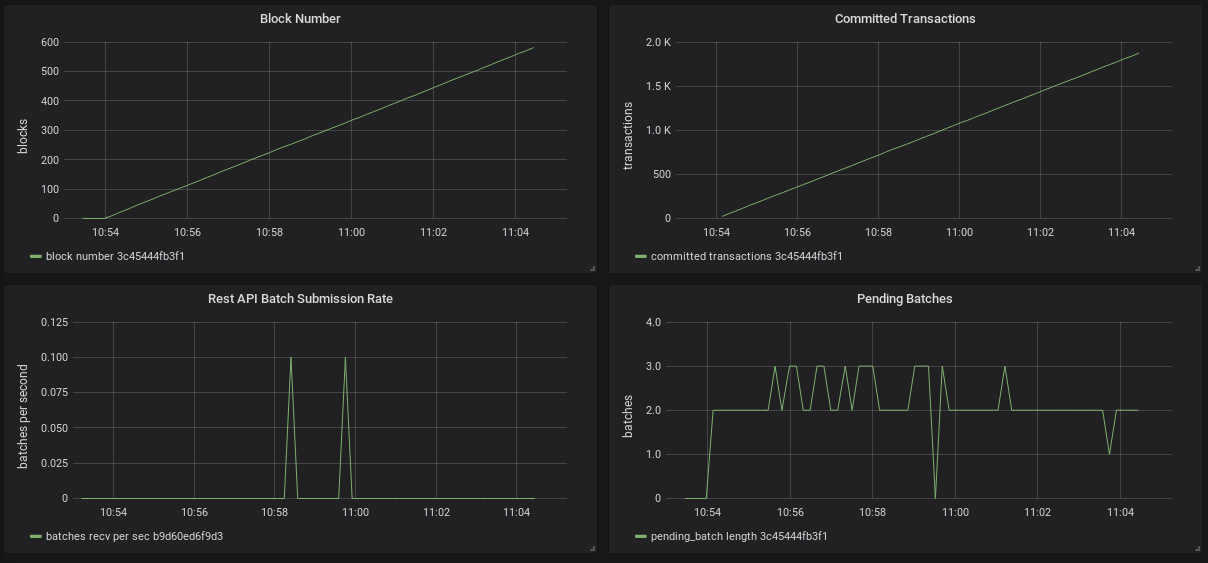 Block Number
blocks
600
500
400
300
200
100
0
10:54 10:56 10:58 11:00 11:02 11:04
block number 3c45444fb3f1
Committed Transactions
transactions
2.0 K
1.5 K
1.0 K
500
0
10:54 10:56 10:58 11:00 11:02 11:04
committed transactions 3c45444fb3f1
Rest API Batch Submission Rate
batches per second
0.125
0.100
0.075
0.050
0.025
0
10:54 10:56 10:58 11:00 11:02 11:04
batches recv per sec b9d60ed6f9d3
Pending Batches
batches
4.0
3.0
2.0
1.0
0
10:54 10:56 10:58 11:00 11:02 11:04
pending_batch length 3c45444fb3f1